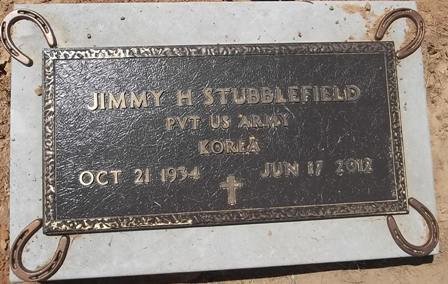 JIMMY H STUBBLEFIELD
PVT US ARMY
KOREA
OCT 21 1934 JUN 17 2012